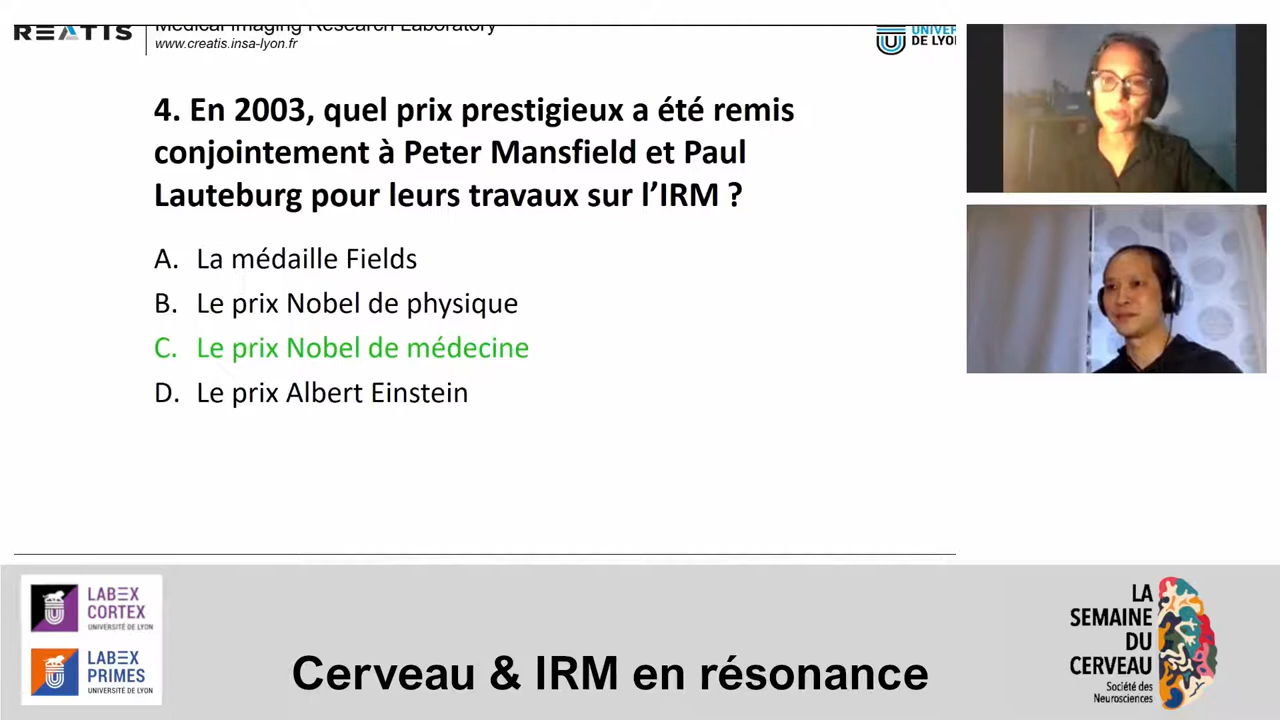 REATIS
Medical Imaging Research Laboratory
www.creatis.insa-lyon.fr
UNIVER
DE LYO
4. En 2003, quel prix prestigieux a été remis
conjointement à Peter Mansfield et Paul
Lauteburg pour leurs travaux sur l’IRM ?
A. La médaille Fields
B. Le prix Nobel de physique
C. Le prix Nobel de médecine
D. Le prix Albert Einstein
LABEX
CORTEX
UNIVERSITÉ DE LYON
LABEX
PRIMES
UNIVERSITÉ DE LYON
Cerveau & IRM en résonance
LA
SEMAINE
DU
CERVEAU
Société des
Neurosciences